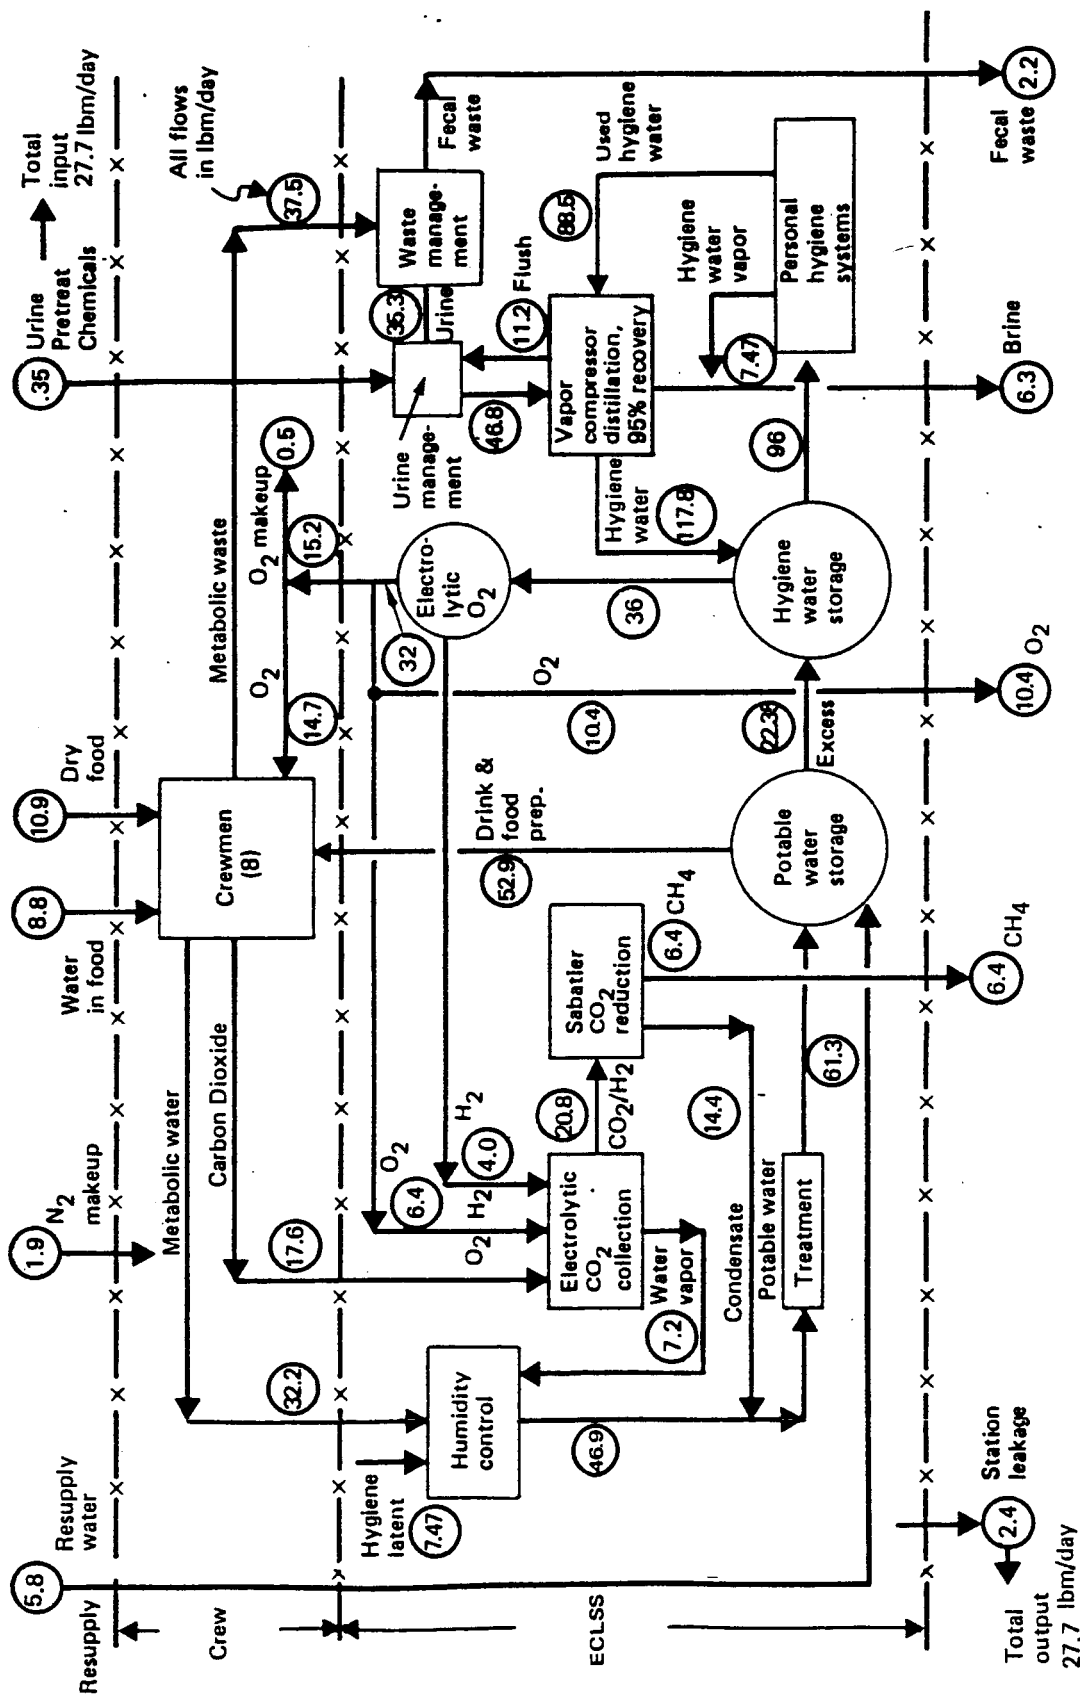 Resupply
5.8
Resupply
water
1.9
N2
makeup
8.8
Water
in food
10.9
Dry
food
.35
Urine
Pretreat
Chemicals
Total
input
27.7 lbm/day
Crew
Metabolic water
Carbon Dioxide
Crewmen
(8)
Metabolic waste
O2
14.7
O2 makeup
15.2
0.5
All flows
in lbm/day
37.5
32.2
17.6
ECLSS
Hygiene
latent
7.47
Humidity
control
46.9
O2
6.4
H2
4.0
O2
H2
Electrolytic
CO2
collection
Water
vapor
7.2
20.8
CO2/H2
Sabatier
CO2
reduction
6.4
CH4
14.4
Condensate
Potable water
Treatment
61.3
Drink &
food
prep.
52.9
Potable
water
storage
22.38
Excess
O2
10.4
32
Electro-
lytic
O2
36
Hygiene
water
storage
Hygiene
water
117.8
96
Urine
manage-
ment
35.3
Urine
Waste
manage-
ment
Fecal
waste
46.8
11.2
Flush
Vapor
compressor
distillation,
95% recovery
88.5
Used
hygiene
water
Hygiene
water
vapor
7.47
Personal
hygiene
systems
Total
output
27.7 lbm/day
2.4
Station
leakage
6.4
CH4
10.4
O2
6.3
Brine
Fecal
waste
2.2